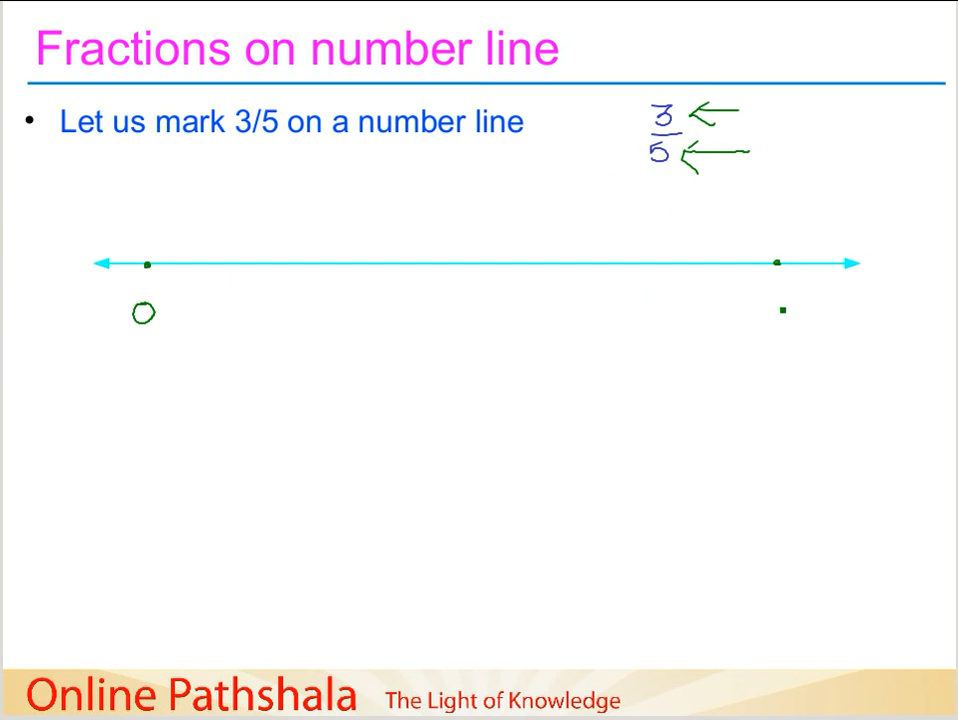 Fractions on number line
• Let us mark 3/5 on a number line
3
5
0
Online Pathshala The Light of Knowledge